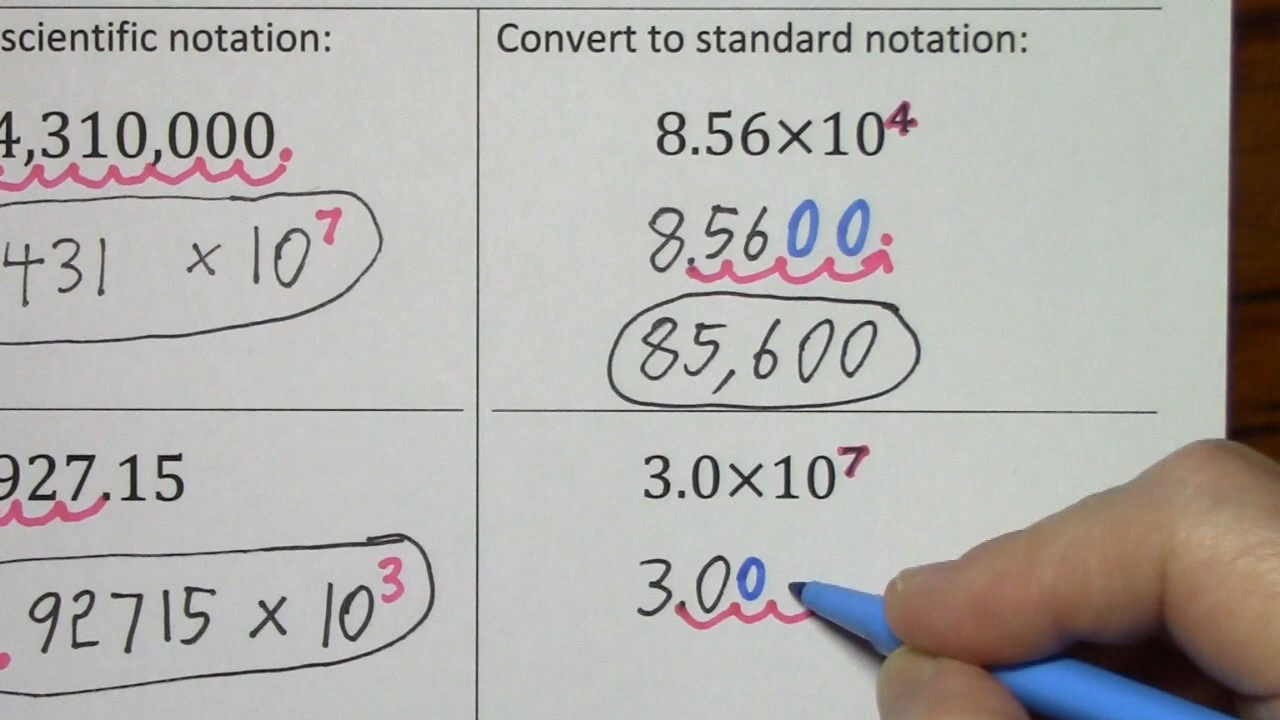 scientific notation:
4,310,000.
431 × 10⁷
927.15
92715 × 10³
Convert to standard notation:
8.56×10⁴
8.5600.
85,600
3.0×10⁷
3.00